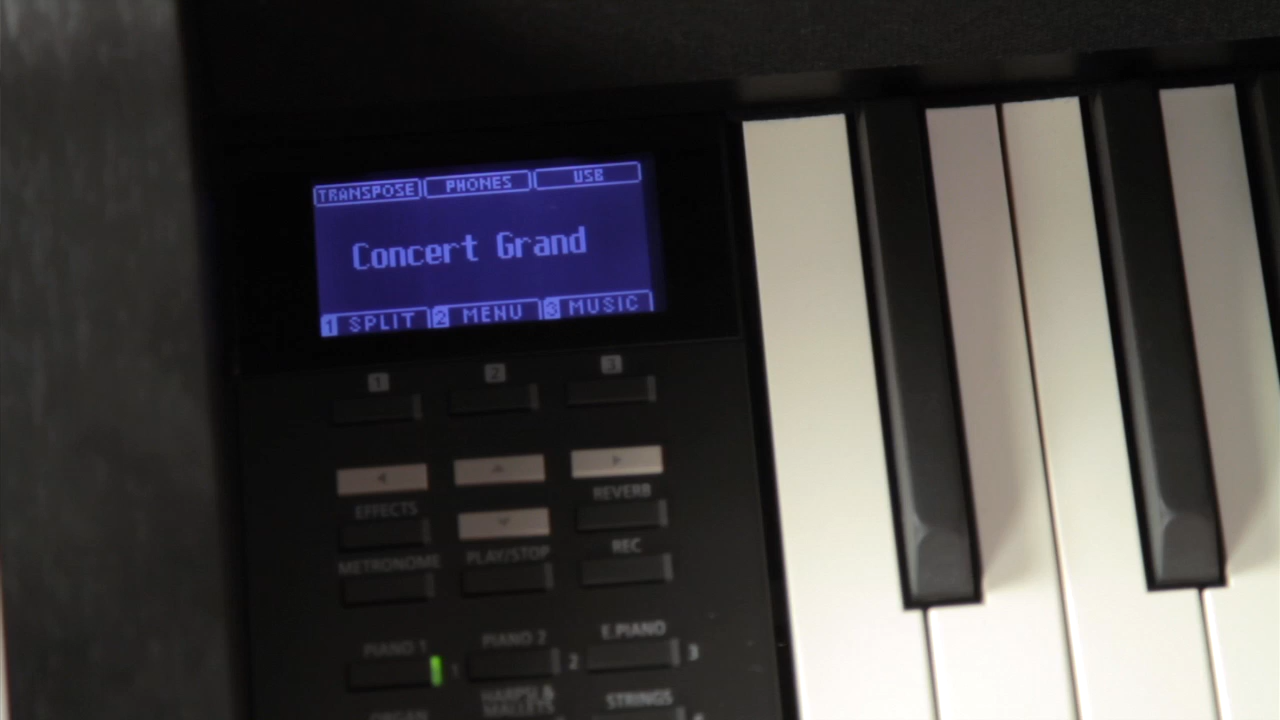 TRANSPOSE PHONES USB
Concert Grand
1 SPLIT 2 MENU 3 MUSIC
1 2 3
EFFECTS REVERB
METRONOME PLAY/STOP REC
PIANO 1 PIANO 2 E.PIANO
1 2 3
ORGAN HARPSI & MALLETS STRINGS